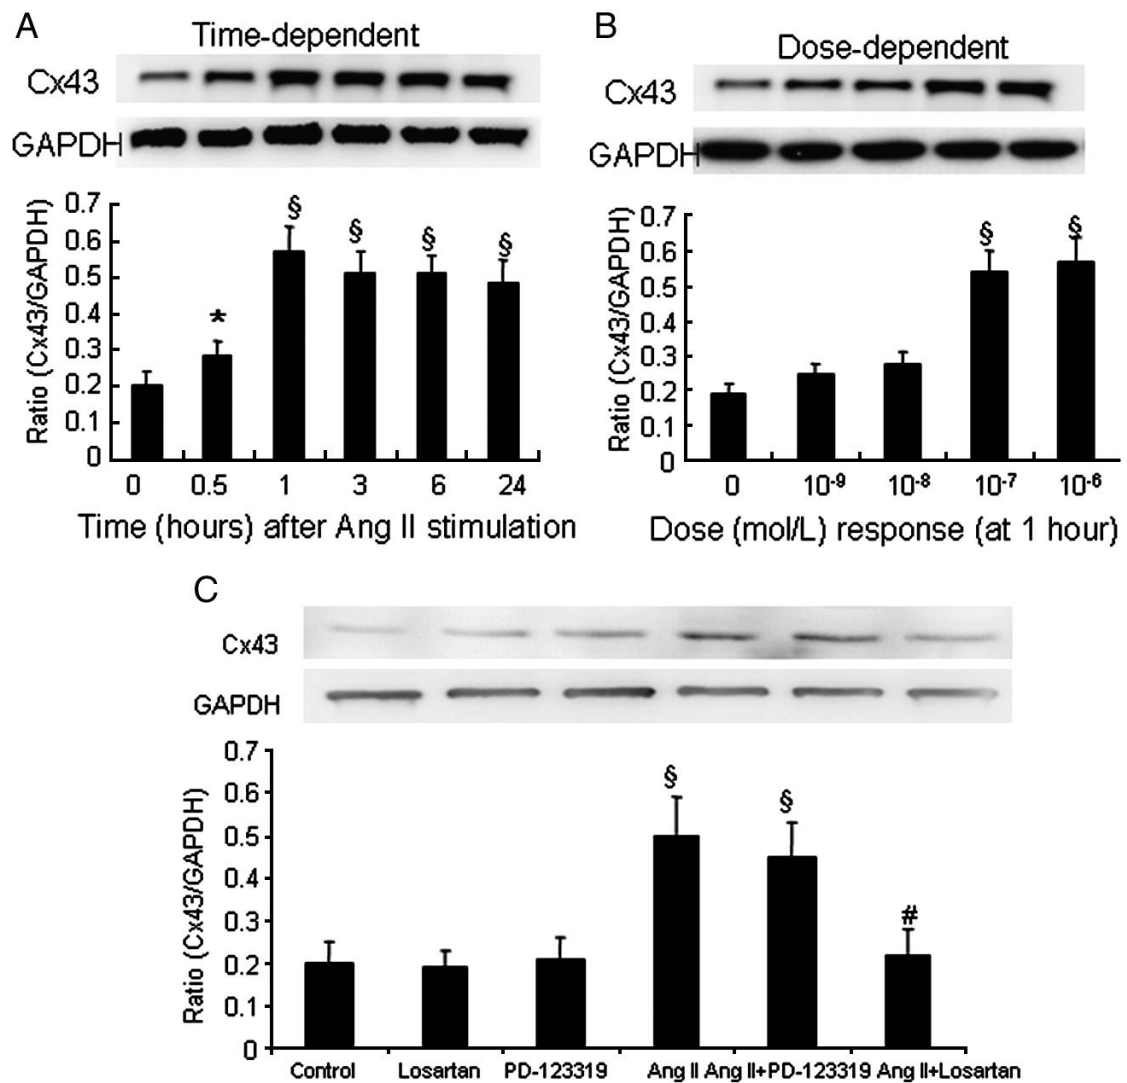 A
Time-dependent
Cx43
GAPDH
Ratio (Cx43/GAPDH)
0.7
0.6
0.5
0.4
0.3
0.2
0.1
0
§ § § §
*
0 0.5 1 3 6 24
Time (hours) after Ang II stimulation
B
Dose-dependent
Cx43
GAPDH
Ratio (Cx43/GAPDH)
0.7
0.6
0.5
0.4
0.3
0.2
0.1
0
§ §
0 10⁻⁹ 10⁻⁸ 10⁻⁷ 10⁻⁶
Dose (mol/L) response (at 1 hour)
C
Cx43
GAPDH
Ratio (Cx43/GAPDH)
0.7
0.6
0.5
0.4
0.3
0.2
0.1
0
§ §
#
Control Losartan PD-123319 Ang II Ang II+PD-123319 Ang II+Losartan